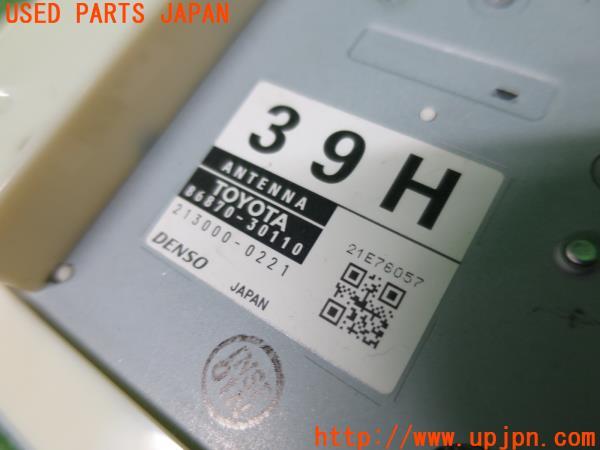 USED PARTS JAPAN
39H
ANTENNA
TOYOTA
86870-30110
213000-0221
DENSO
JAPAN
21E76057
http://www.upjpn.com